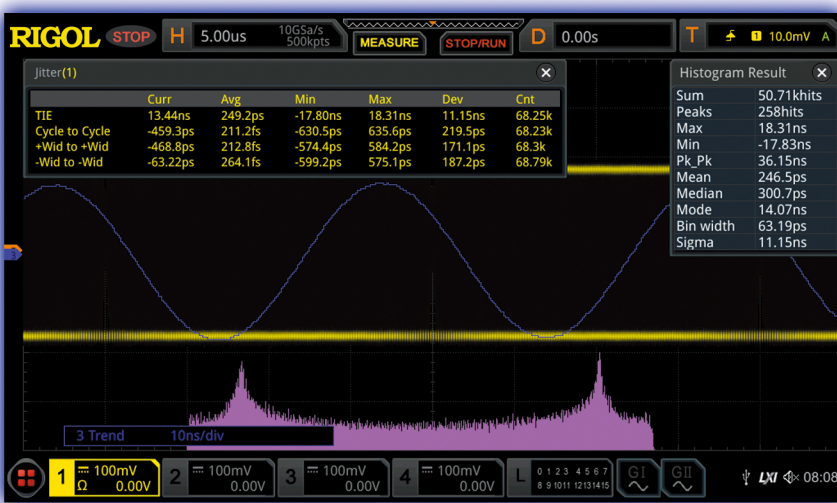 RIGOL STOP H 5.00us 10GSa/s 500kpts MEASURE STOP/RUN D 0.00s T 1 10.0mV A
Jitter(1)
Curr Avg Min Max Dev Cnt
TIE 13.44ns 249.2ps -17.80ns 18.31ns 11.15ns 68.25k
Cycle to Cycle -459.3ps 211.2fs -630.5ps 635.6ps 219.5ps 68.23k
+Wid to +Wid -468.8ps 212.8fs -574.4ps 584.2ps 171.1ps 68.3k
-Wid to -Wid -63.22ps 264.1fs -599.2ps 575.1ps 187.2ps 68.79k
Histogram Result
Sum 50.71khits
Peaks 258hits
Max 18.31ns
Min -17.83ns
Pk_Pk 36.15ns
Mean 246.5ps
Median 300.7ps
Mode 14.07ns
Bin width 63.19ps
Sigma 11.15ns
3 Trend 10ns/div
1 100mV Ω 0.00V
2 100mV 0.00V
3 100mV 0.00V
4 100mV 0.00V
L 0 1 2 3 4 5 6 7
8 9 10 11 12 13 14 15
GI GII
LXI 08:08